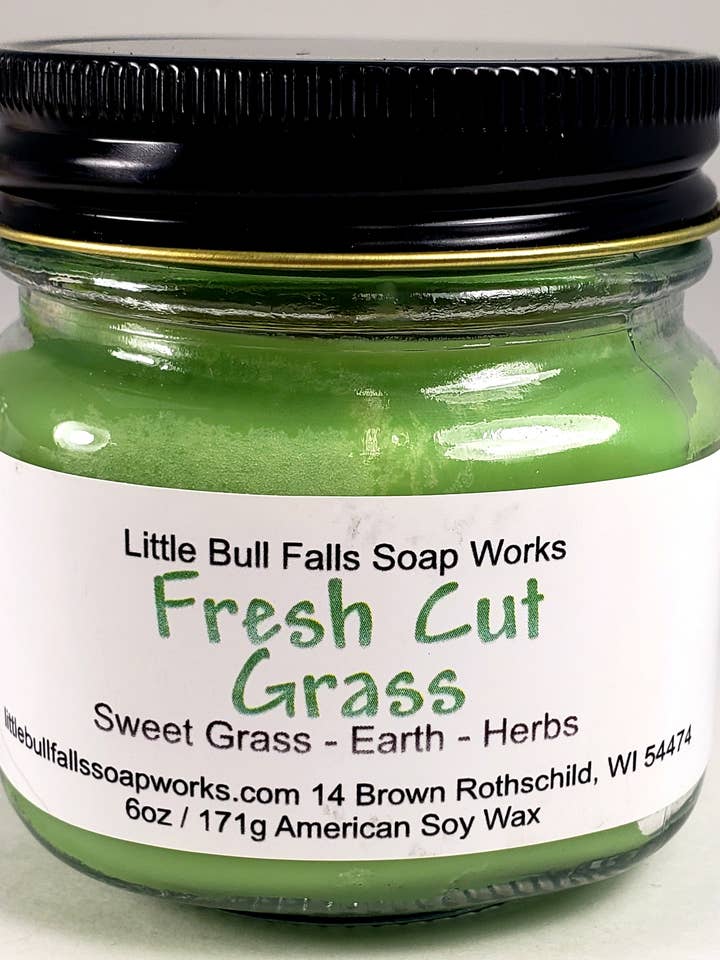 Little Bull Falls Soap Works
Fresh Cut
Grass
Sweet Grass - Earth - Herbs
littlebullfallssoapworks.com 14 Brown Rothschild, WI 54474
6oz / 171g American Soy Wax